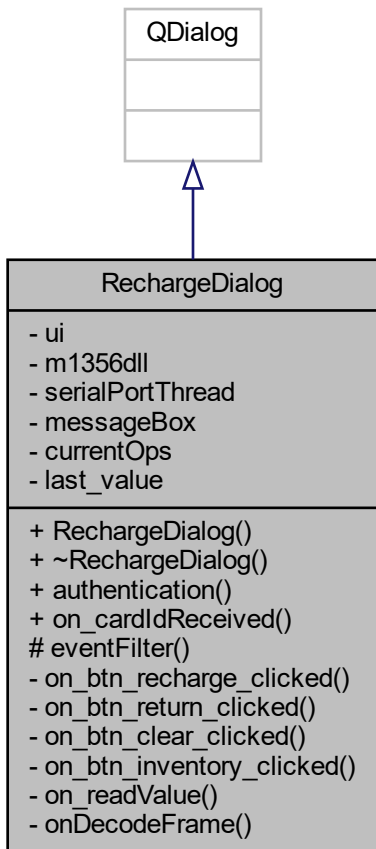 QDialog
RechargeDialog
- ui
- m1356dll
- serialPortThread
- messageBox
- currentOps
- last_value
+ RechargeDialog()
+ ~RechargeDialog()
+ authentication()
+ on_cardIdReceived()
# eventFilter()
- on_btn_recharge_clicked()
- on_btn_return_clicked()
- on_btn_clear_clicked()
- on_btn_inventory_clicked()
- on_readValue()
- onDecodeFrame()